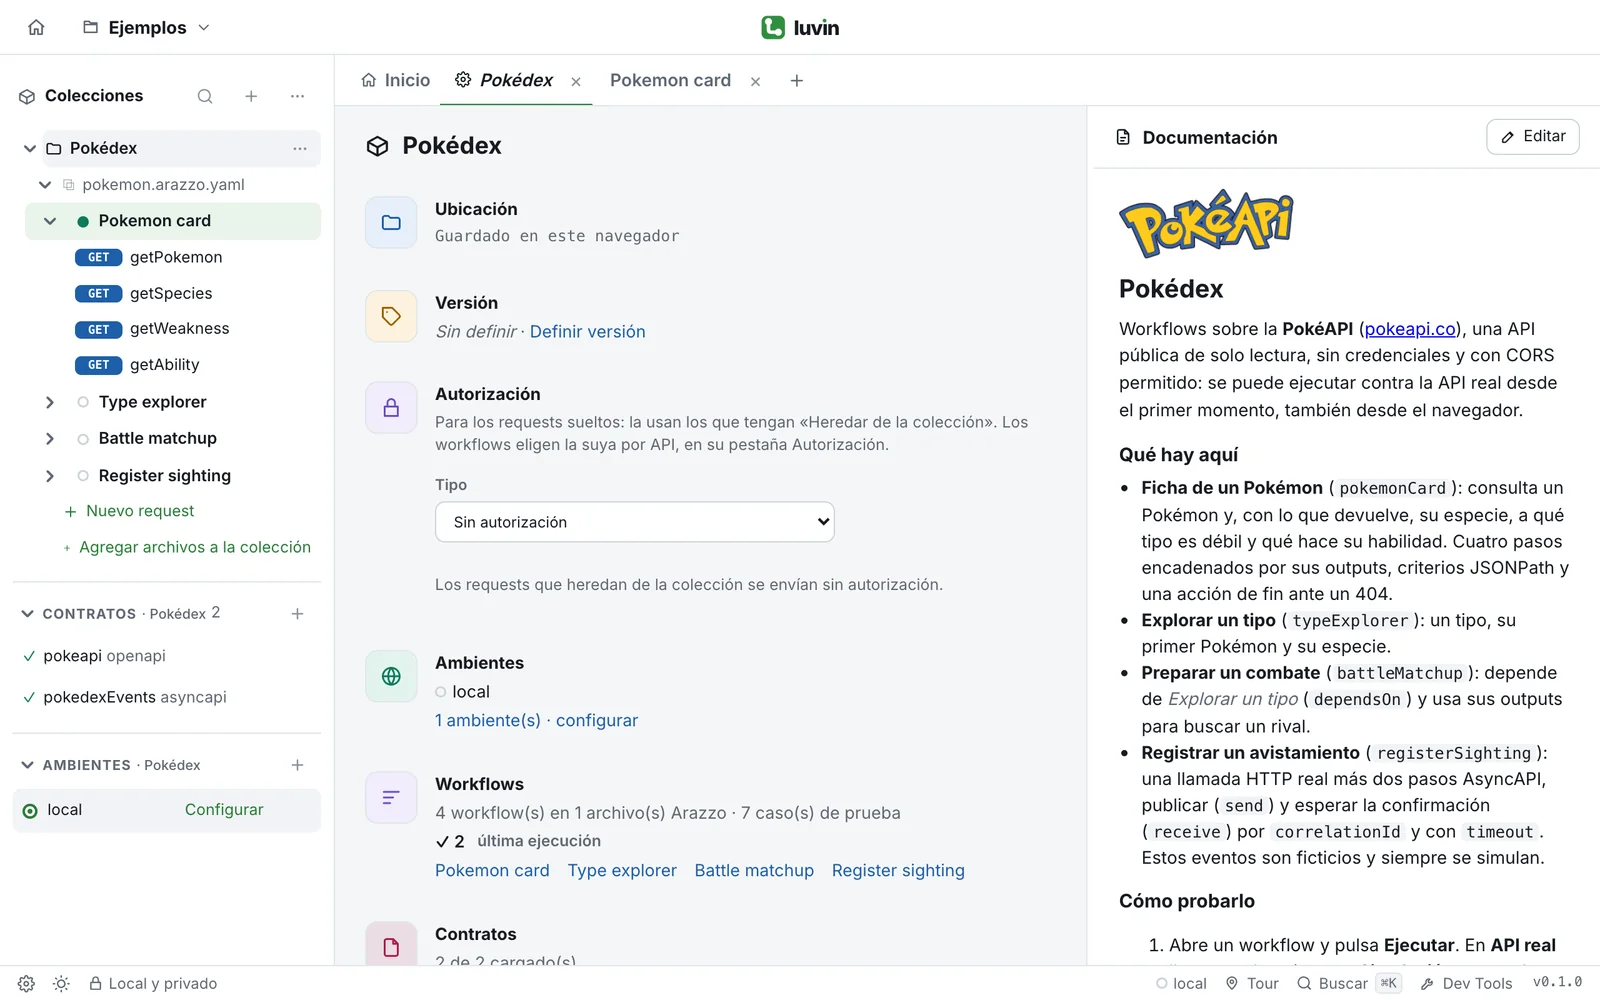 Ejemplos
luvin
Colecciones
Pokédex
pokemon.arazzo.yaml
Pokemon card
GET getPokemon
GET getSpecies
GET getWeakness
GET getAbility
Type explorer
Battle matchup
Register sighting
+ Nuevo request
+ Agregar archivos a la colección
CONTRATOS · Pokédex 2
pokeapi openapi
pokedexEvents asyncapi
AMBIENTES · Pokédex
local Configurar
Inicio
Pokédex
Pokemon card
Pokédex
Ubicación
Guardado en este navegador
Versión
Sin definir · Definir versión
Autorización
Para los requests sueltos: la usan los que tengan «Heredar de la colección». Los
workflows eligen la suya por API, en su pestaña Autorización.
Tipo
Sin autorización
Los requests que heredan de la colección se envían sin autorización.
Ambientes
local
1 ambiente(s) · configurar
Workflows
4 workflow(s) en 1 archivo(s) Arazzo · 7 caso(s) de prueba
✓ 2 última ejecución
Pokemon card Type explorer Battle matchup Register sighting
Contratos
2 de 2 cargado(s)
Documentación
Editar
PokéAPi
Pokédex
Workflows sobre la PokéAPI (pokeapi.co), una API
pública de solo lectura, sin credenciales y con CORS
permitido: se puede ejecutar contra la API real desde
el primer momento, también desde el navegador.
Qué hay aquí
• Ficha de un Pokémon ( pokemonCard ): consulta un
Pokémon y, con lo que devuelve, su especie, a qué
tipo es débil y qué hace su habilidad. Cuatro pasos
encadenados por sus outputs, criterios JSONPath y
una acción de fin ante un 404.
• Explorar un tipo ( typeExplorer ): un tipo, su
primer Pokémon y su especie.
• Preparar un combate ( battleMatchup ): depende
de Explorar un tipo ( dependsOn ) y usa sus outputs
para buscar un rival.
• Registrar un avistamiento ( registerSighting ):
una llamada HTTP real más dos pasos AsyncAPI,
publicar ( send ) y esperar la confirmación
( receive ) por correlationId y con timeout .
Estos eventos son ficticios y siempre se simulan.
Cómo probarlo
1. Abre un workflow y pulsa Ejecutar. En API real
Local y privado
local
Tour
Buscar ⌘K
Dev Tools
v0.1.0